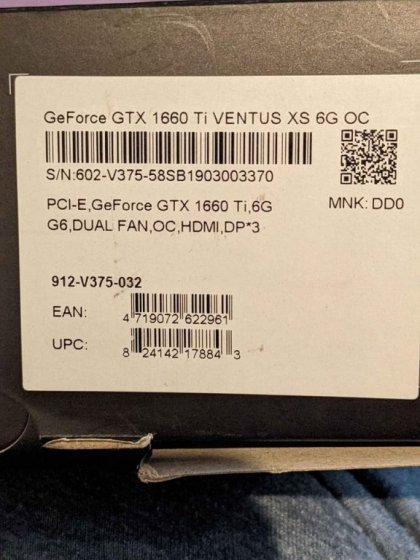 GeForce GTX 1660 Ti VENTUS XS 6G OC
S/N:602-V375-58SB1903003370
PCI-E,GeForce GTX 1660 Ti,6G
G6,DUAL FAN,OC,HDMI,DP*3
MNK: DD0
912-V375-032
EAN:
4 719072 622961
UPC:
8 24142 17884 3